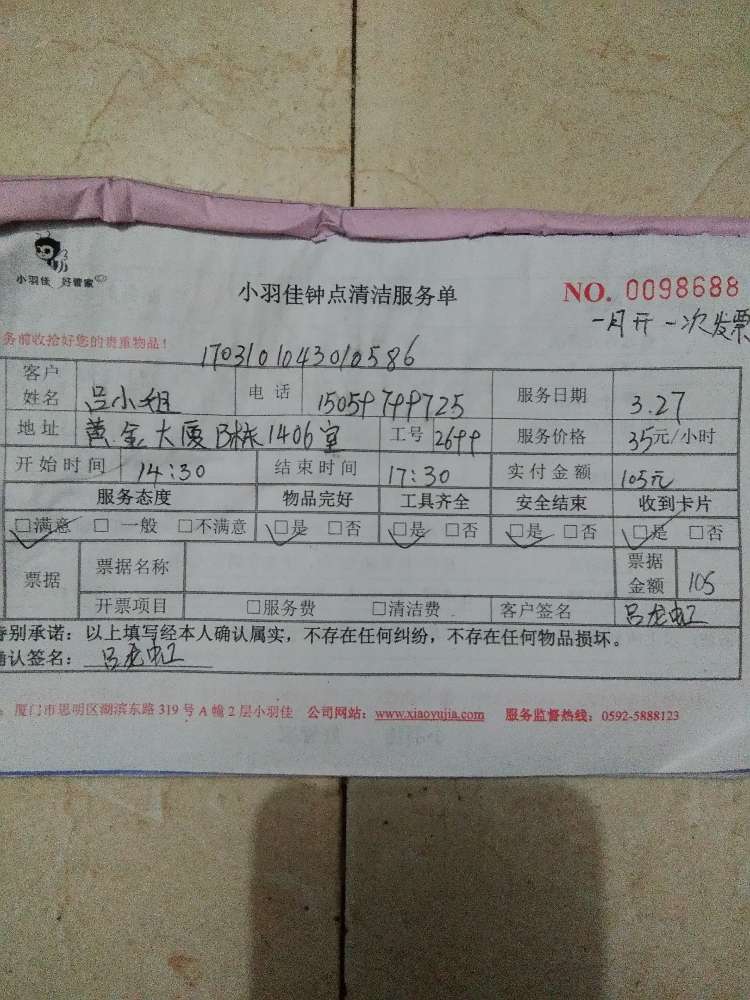 小羽佳 好管家
小羽佳钟点清洁服务单 NO. 0098688
一月开一次发票
务前收拾好您的贵重物品！
170310104301 0586
客户姓名 吕小姐 电话 15059799725 服务日期 3.27
地址 黄金大厦B栋1406室 工号 2699 服务价格 35元/小时
开始时间 14:30 结束时间 17:30 实付金额 105元
服务态度 物品完好 工具齐全 安全结束 收到卡片
□满意 □一般 □不满意 □是 □否 □是 □否 □是 □否 □是 □否
票据 票据名称 票据金额 105
开票项目 □服务费 □清洁费 客户签名 吕龙虹
特别承诺：以上填写经本人确认属实，不存在任何纠纷，不存在任何物品损坏。
确认签名：吕龙虹
厦门市思明区湖滨东路 319 号 A 幢 2 层小羽佳 公司网站：www.xiaoyujia.com 服务监督热线：0592-5888123